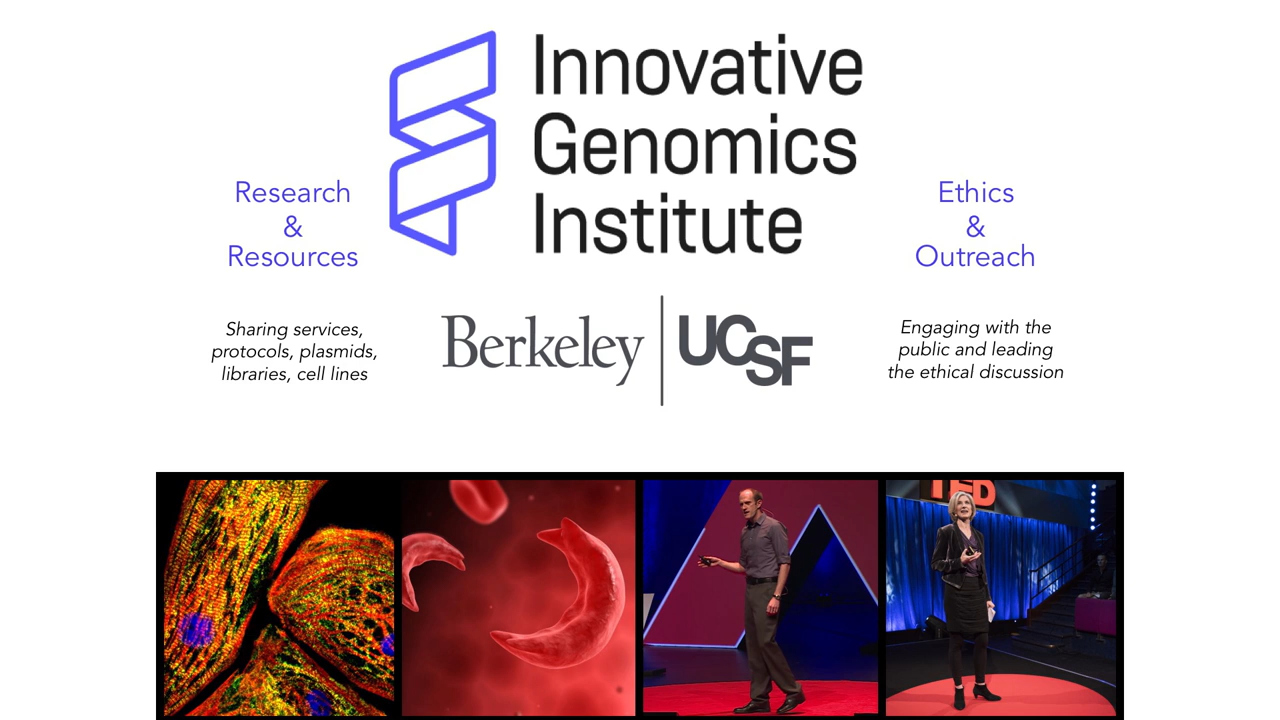 Innovative
Genomics
Institute
Research
&
Resources
Ethics
&
Outreach
Sharing services,
protocols, plasmids,
libraries, cell lines
Berkeley
UCSF
Engaging with the
public and leading
the ethical discussion
TED